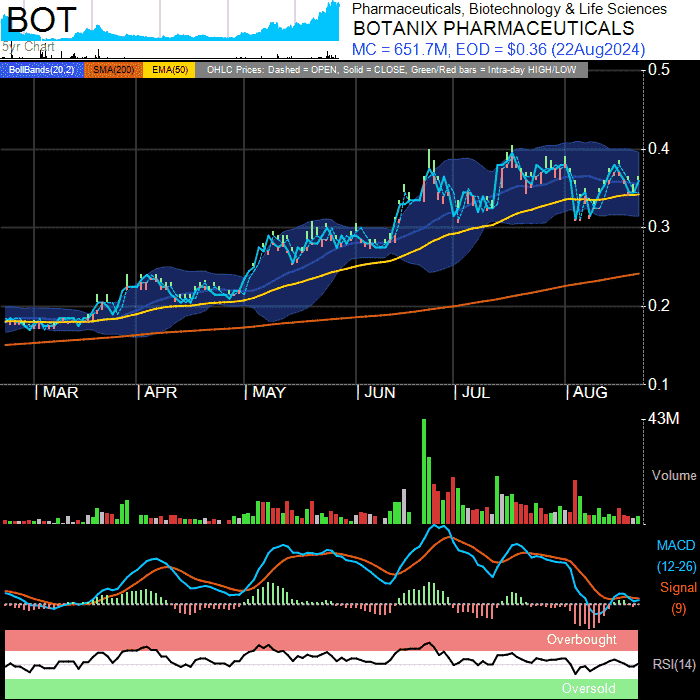 BOT
5yr Chart
Pharmaceuticals, Biotechnology & Life Sciences
BOTANIX PHARMACEUTICALS
MC = 651.7M, EOD = $0.36 (22Aug2024)
BollBands(20,2) SMA(200) EMA(50) OHLC Prices: Dashed = OPEN, Solid = CLOSE, Green/Red bars = Intra-day HIGH/LOW
0.5
0.4
0.3
0.2
0.1
| MAR | APR | MAY | JUN | JUL | AUG
43M
Volume
MACD
(12-26)
Signal
(9)
Overbought
RSI(14)
Oversold